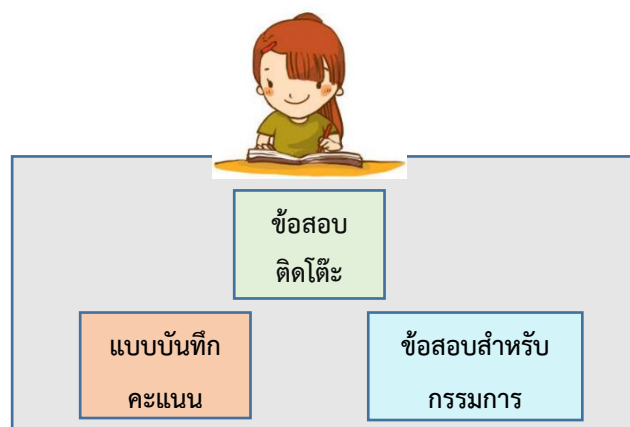 ข้อสอบ
ติดโต๊ะ
แบบบันทึก
คะแนน
ข้อสอบสำหรับ
กรรมการ